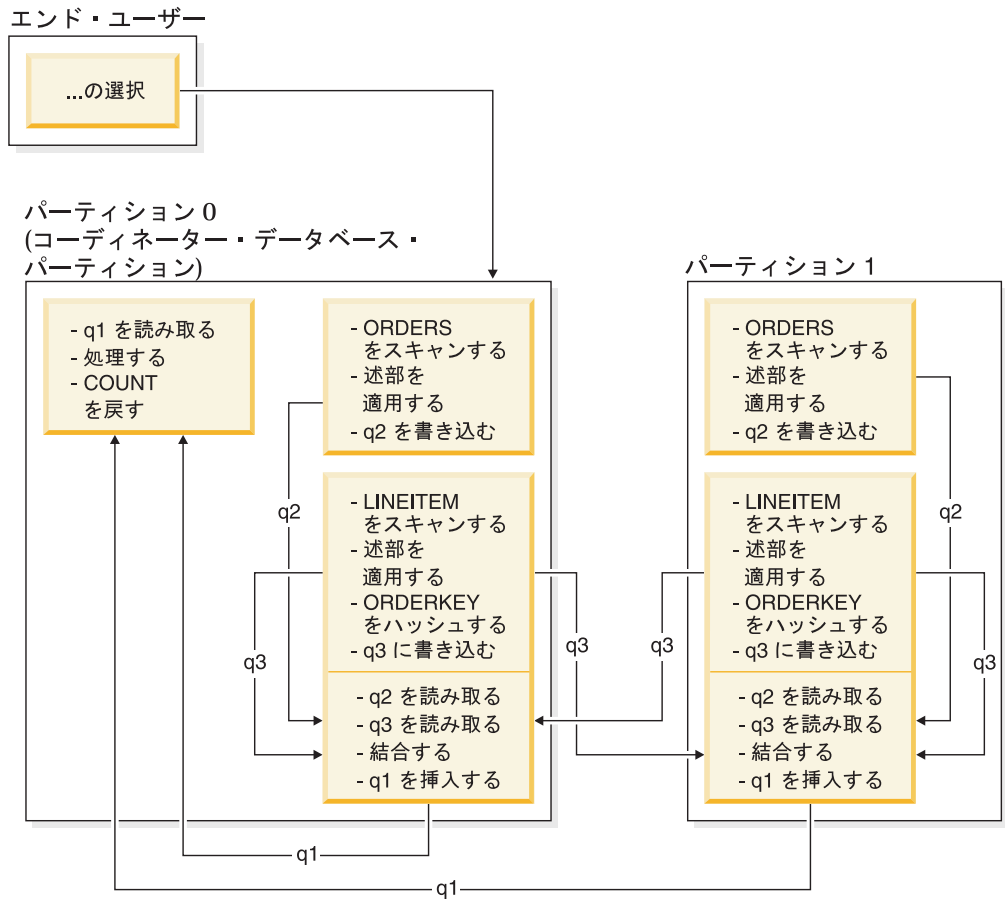 エンド・ユーザー
...の選択
パーティション 0
(コーディネーター・データベース・
パーティション)
- q1 を読み取る
- 処理する
- COUNT
を戻す
- ORDERS
をスキャンする
- 述部を
適用する
- q2 を書き込む
q2
- LINEITEM
をスキャンする
- 述部を
適用する
- ORDERKEY
をハッシュする
- q3 に書き込む
q3
q3
- q2 を読み取る
- q3 を読み取る
- 結合する
- q1 を挿入する
パーティション 1
- ORDERS
をスキャンする
- 述部を
適用する
- q2 を書き込む
q2
- LINEITEM
をスキャンする
- 述部を
適用する
- ORDERKEY
をハッシュする
- q3 に書き込む
q3
q3
- q2 を読み取る
- q3 を読み取る
- 結合する
- q1 を挿入する
q1
q1